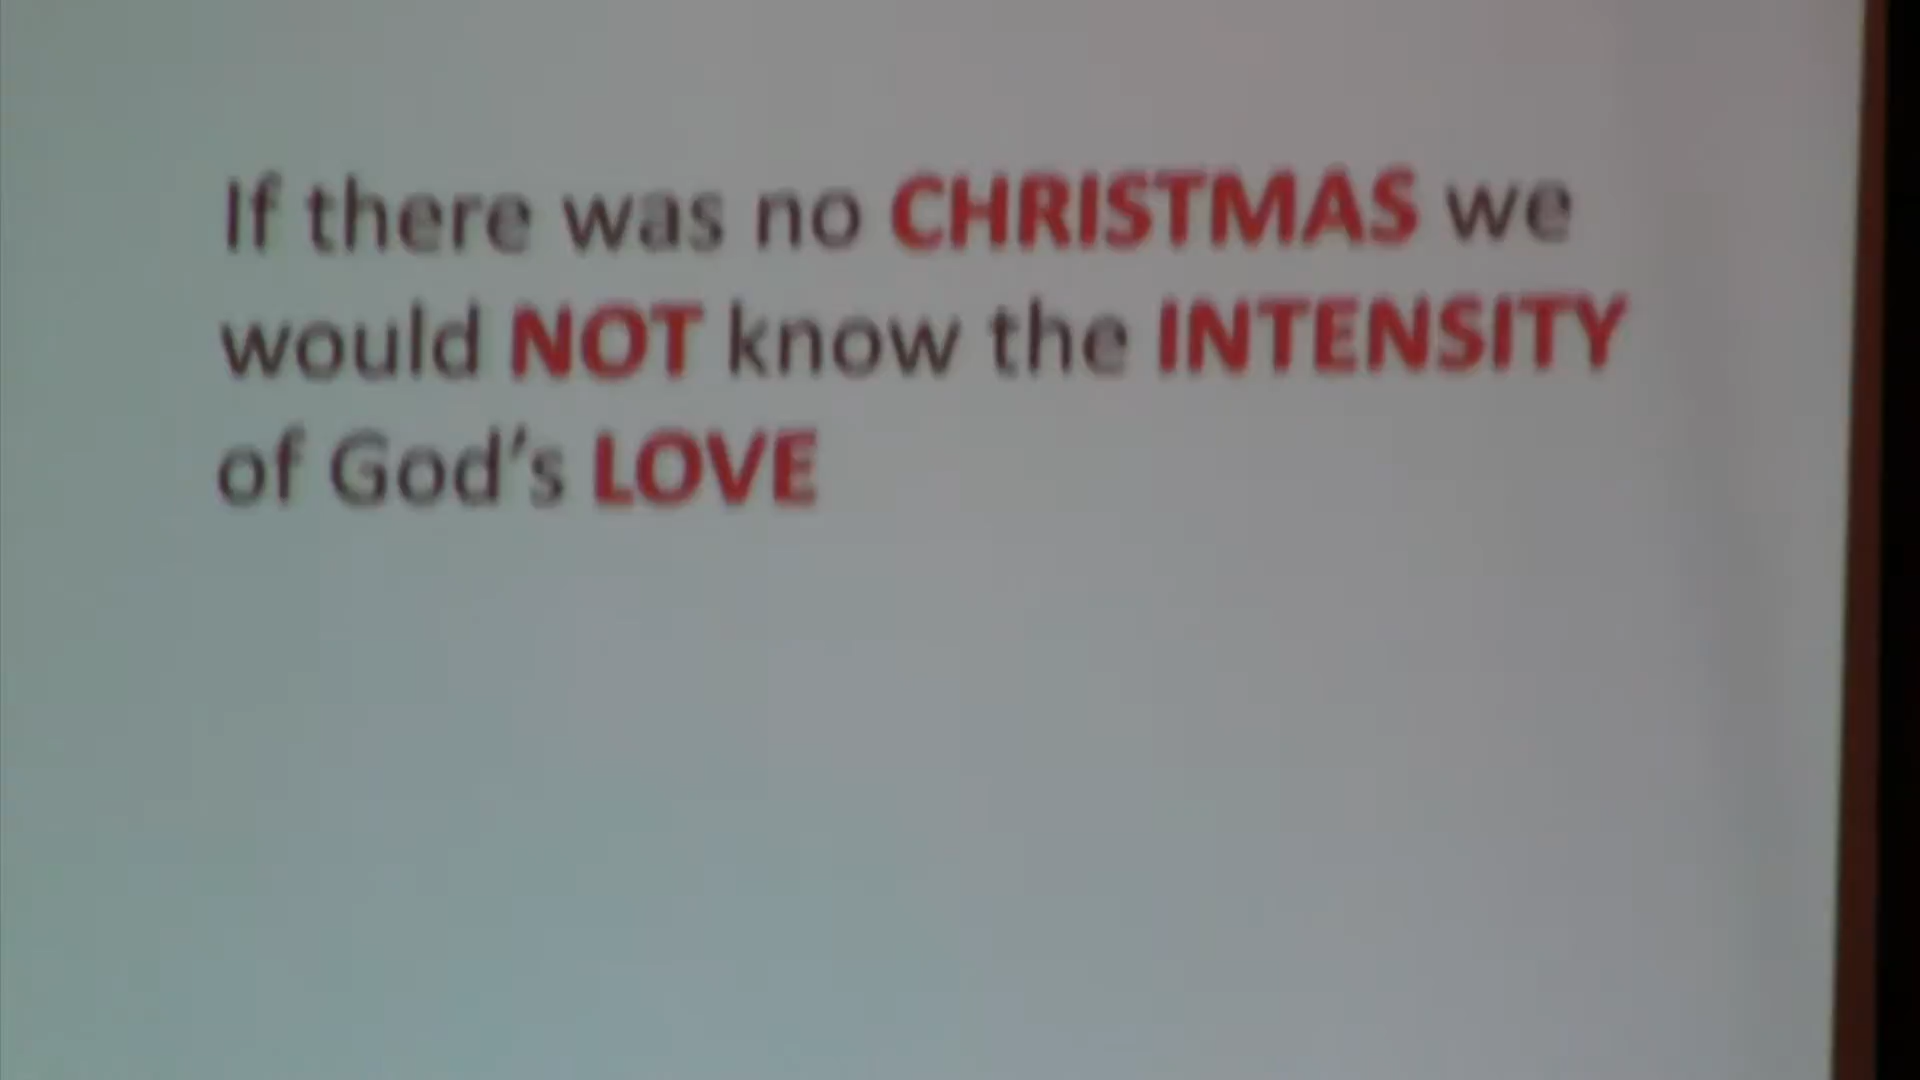 If there was no CHRISTMAS we
would NOT know the INTENSITY
of God's LOVE